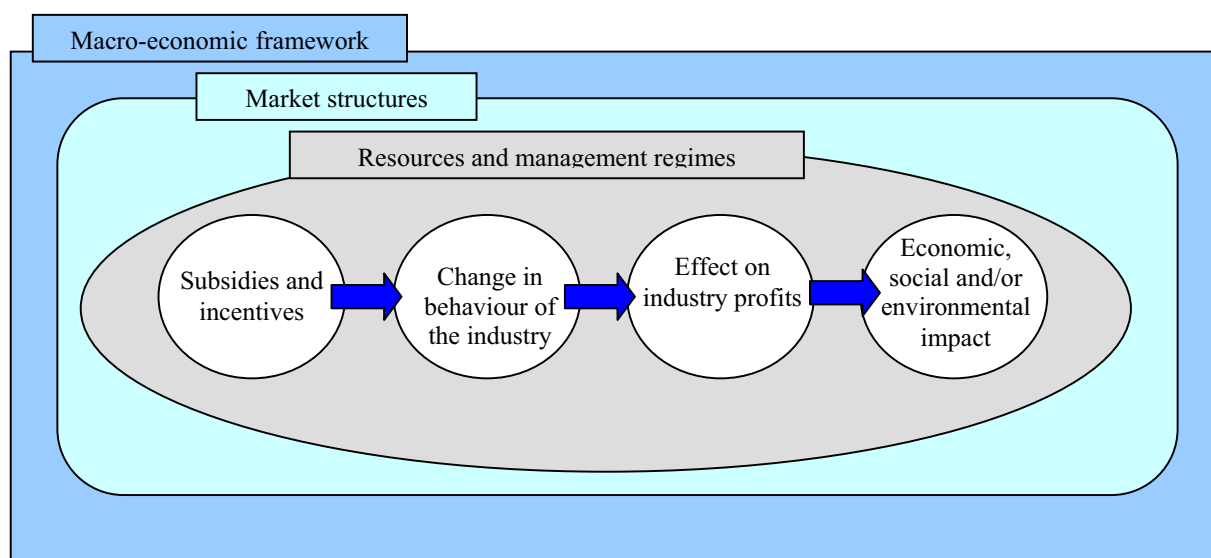 Macro-economic framework
Market structures
Resources and management regimes
Subsidies and
incentives
Change in
behaviour of
the industry
Effect on
industry profits
Economic,
social and/or
environmental
impact